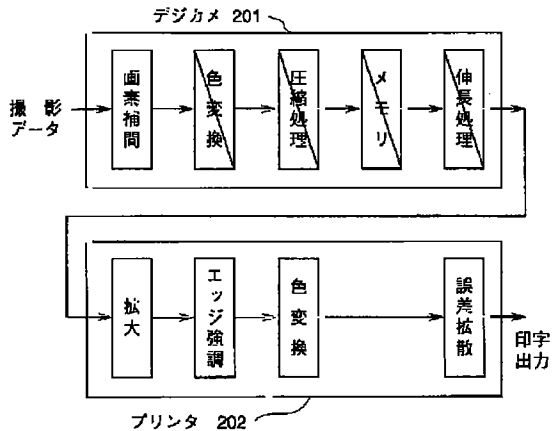 デジカメ 201
撮影
データ
画素補間
色変換
圧縮処理
メモリ
伸長処理
拡大
エッジ強調
色変換
誤差拡散
印字
出力
プリンタ 202